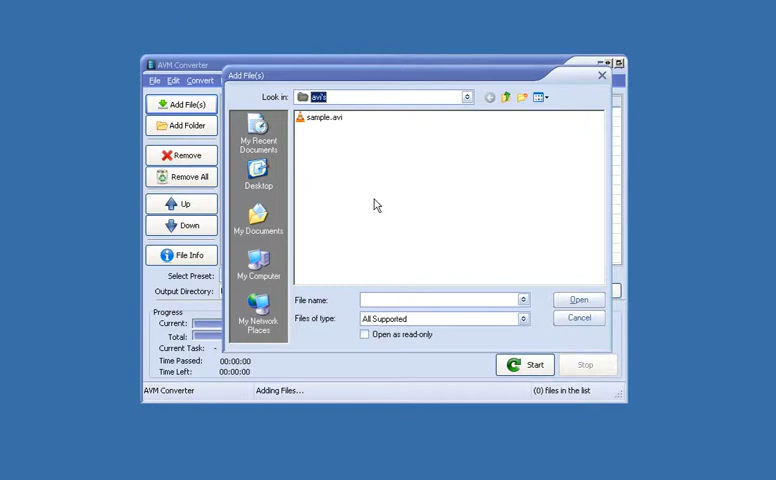 AVM Converter
Add File(s)
File Edit Convert
Look in: avi's
Add File(s)
Add Folder
Remove
Remove All
Up
Down
File Info
Select Preset:
Output Directory:
Progress
Current:
Total:
Current Task: -
Time Passed: 00:00:00
Time Left: 00:00:00
My Recent
Documents
Desktop
My Documents
My Computer
My Network
Places
sample.avi
File name:
Open
Files of type: All Supported
Cancel
Open as read-only
Start
Stop
AVM Converter
Adding Files...
(0) files in the list